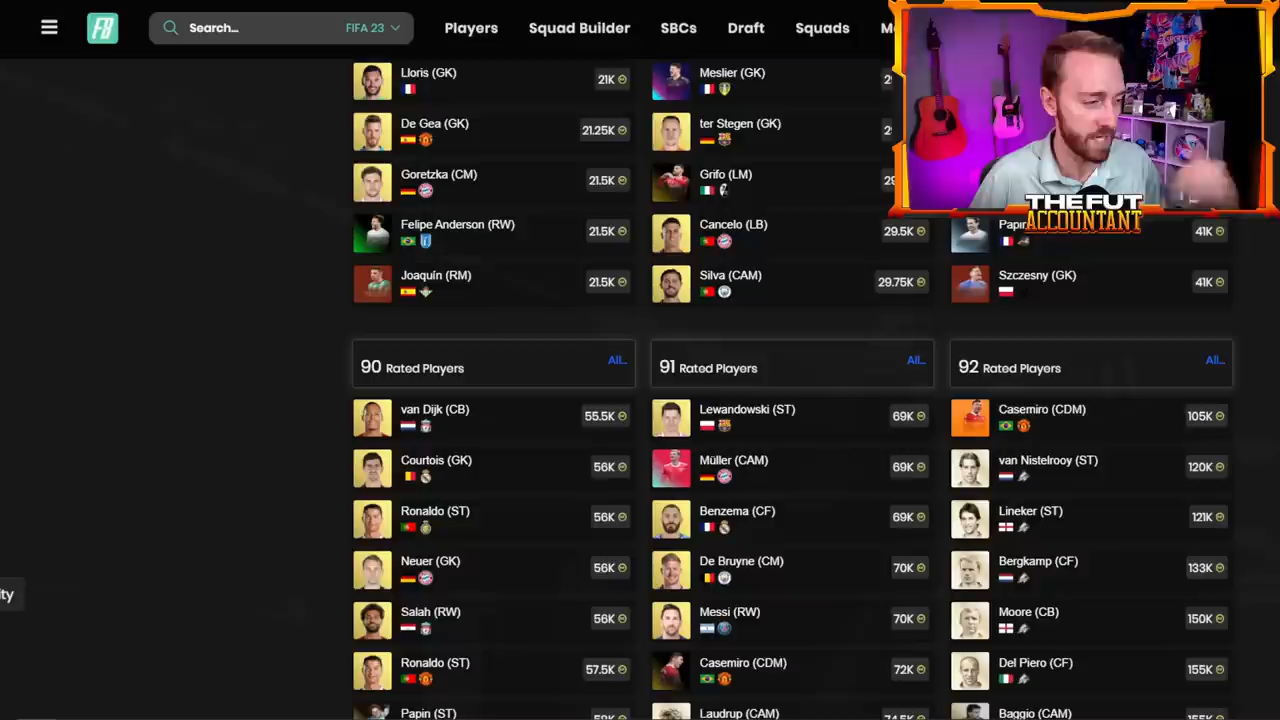 FB
Search...
FIFA 23
Players
Squad Builder
SBCs
Draft
Squads
THE FUT
ACCOUNTANT
Lloris (GK)
21K
De Gea (GK)
21.25K
Goretzka (CM)
21.5K
Felipe Anderson (RW)
21.5K
Joaquín (RM)
21.5K
Meslier (GK)
ter Stegen (GK)
Grifo (LM)
Cancelo (LB)
29.5K
Silva (CAM)
29.75K
41K
Szczesny (GK)
41K
90 Rated Players
All...
van Dijk (CB)
55.5K
Courtois (GK)
56K
Ronaldo (ST)
56K
Neuer (GK)
56K
Salah (RW)
56K
Ronaldo (ST)
57.5K
Papin (ST)
91 Rated Players
All...
Lewandowski (ST)
69K
Müller (CAM)
69K
Benzema (CF)
69K
De Bruyne (CM)
70K
Messi (RW)
70K
Casemiro (CDM)
72K
Laudrup (CAM)
92 Rated Players
All...
Casemiro (CDM)
105K
van Nistelrooy (ST)
120K
Lineker (ST)
121K
Bergkamp (CF)
133K
Moore (CB)
150K
Del Piero (CF)
155K
Baggio (CAM)